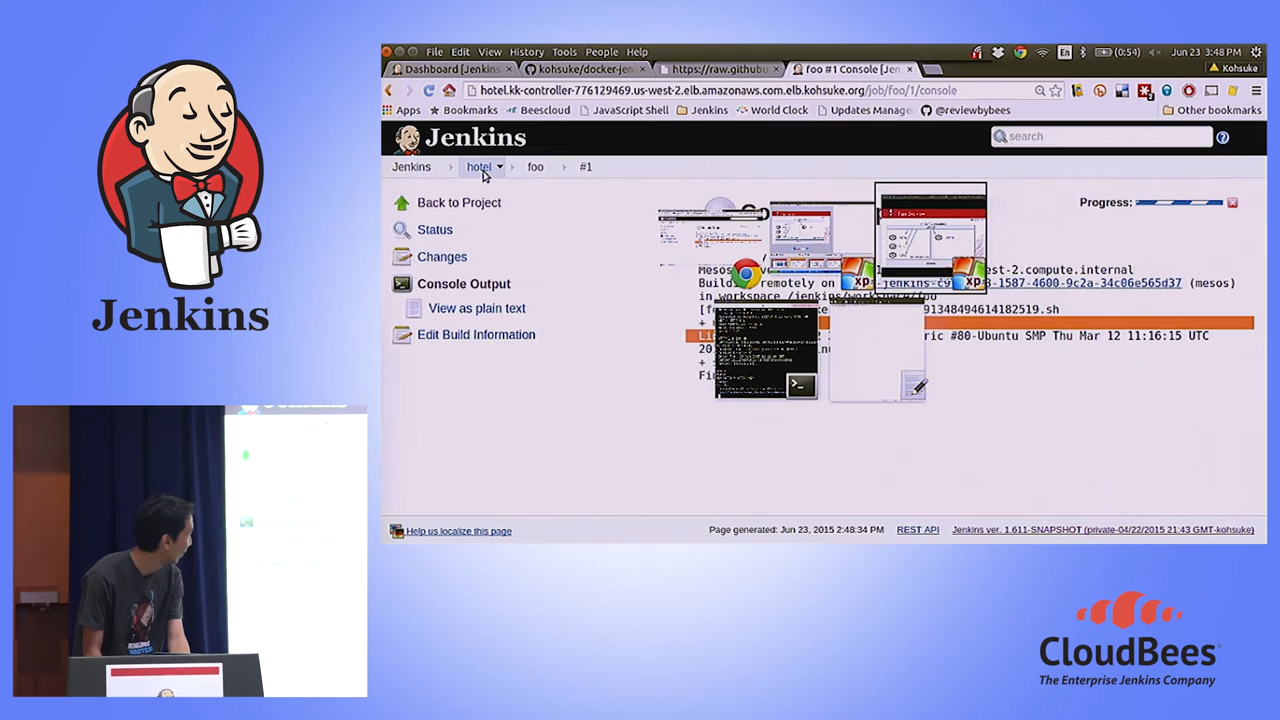 File Edit View History Tools People Help
En (0:54) Jun 23 3:48 PM
Dashboard [Jenkins × kohsuke/docker-jen × https://raw.githubu × foo #1 Console [Jen × Kohsuke
hotel.kk-controller-776129469.us-west-2.elb.amazonaws.com.elb.kohsuke.org/job/foo/1/console
Apps Bookmarks Beescloud JavaScript Shell Jenkins World Clock Updates Manage @reviewbybees Other bookmarks
Jenkins
search
Jenkins hotel foo #1
Back to Project
Status
Changes
Console Output
View as plain text
Edit Build Information
Progress:
Mesos
est-2.compute.internal
remotely on
-1587-4600-9c2a-34c06e565d37 (mesos)
in workspace /jenkins/workspace/foo
91348494614182519.sh
ric #80-Ubuntu SMP Thu Mar 12 11:16:15 UTC
Help us localize this page
Page generated: Jun 23, 2015 2:48:34 PM REST API Jenkins ver. 1.611-SNAPSHOT (private-04/22/2015 21:43 GMT-kohsuke)
Jenkins
JENKINS
CloudBees
The Enterprise Jenkins Company